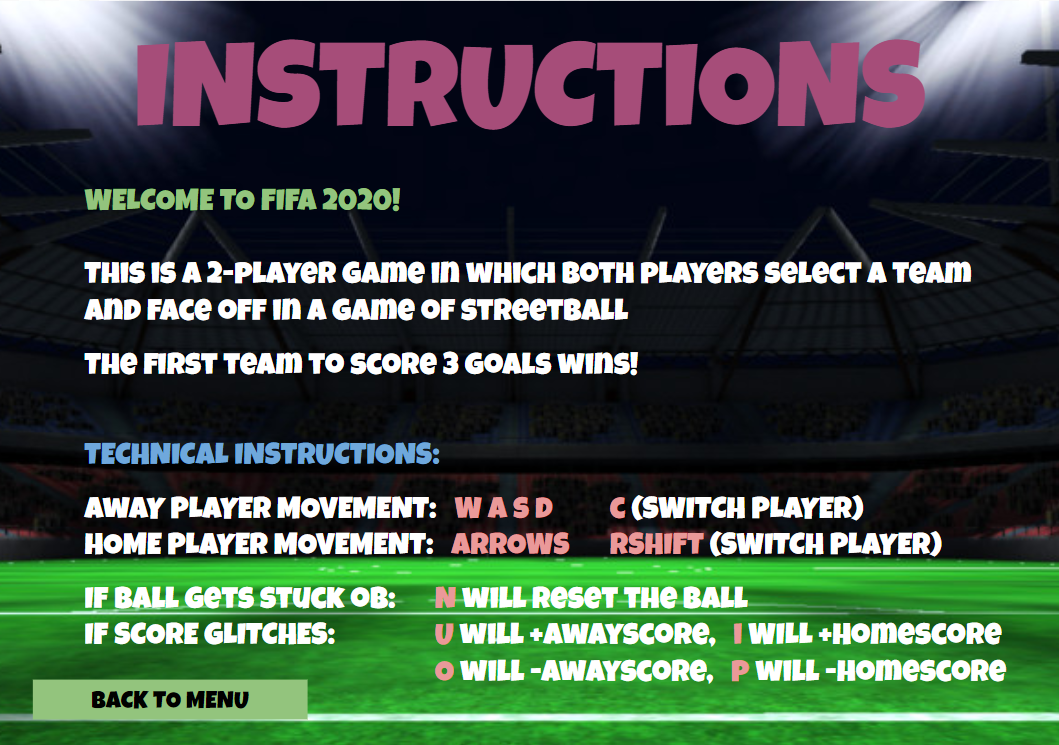 INSTRUCTIONS
WELCOME TO FIFA 2020!
THIS IS A 2-PLAYER GAME IN WHICH BOTH PLAYERS SELECT A TEAM
AND FACE OFF IN A GAME OF STREETBALL
THE FIRST TEAM TO SCORE 3 GOALS WINS!
TECHNICAL INSTRUCTIONS:
AWAY PLAYER MOVEMENT: W A S D C (SWITCH PLAYER)
HOME PLAYER MOVEMENT: ARROWS RSHIFT (SWITCH PLAYER)
IF BALL GETS STUCK OB: N WILL RESET THE BALL
IF SCORE GLITCHES: U WILL +AWAYSCORE, I WILL +HOMESCORE
O WILL -AWAYSCORE, P WILL -HOMESCORE
BACK TO MENU